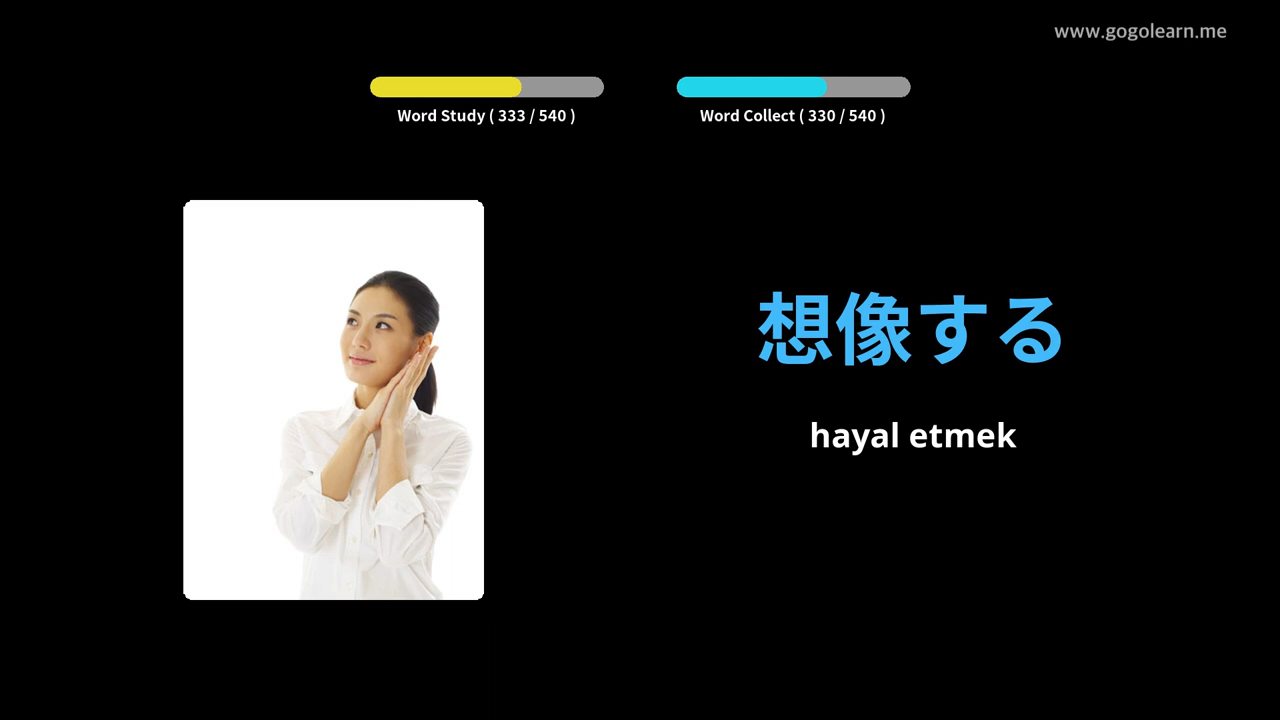 www.gogolearn.me
Word Study ( 333 / 540 )
Word Collect ( 330 / 540 )
想像する
hayal etmek